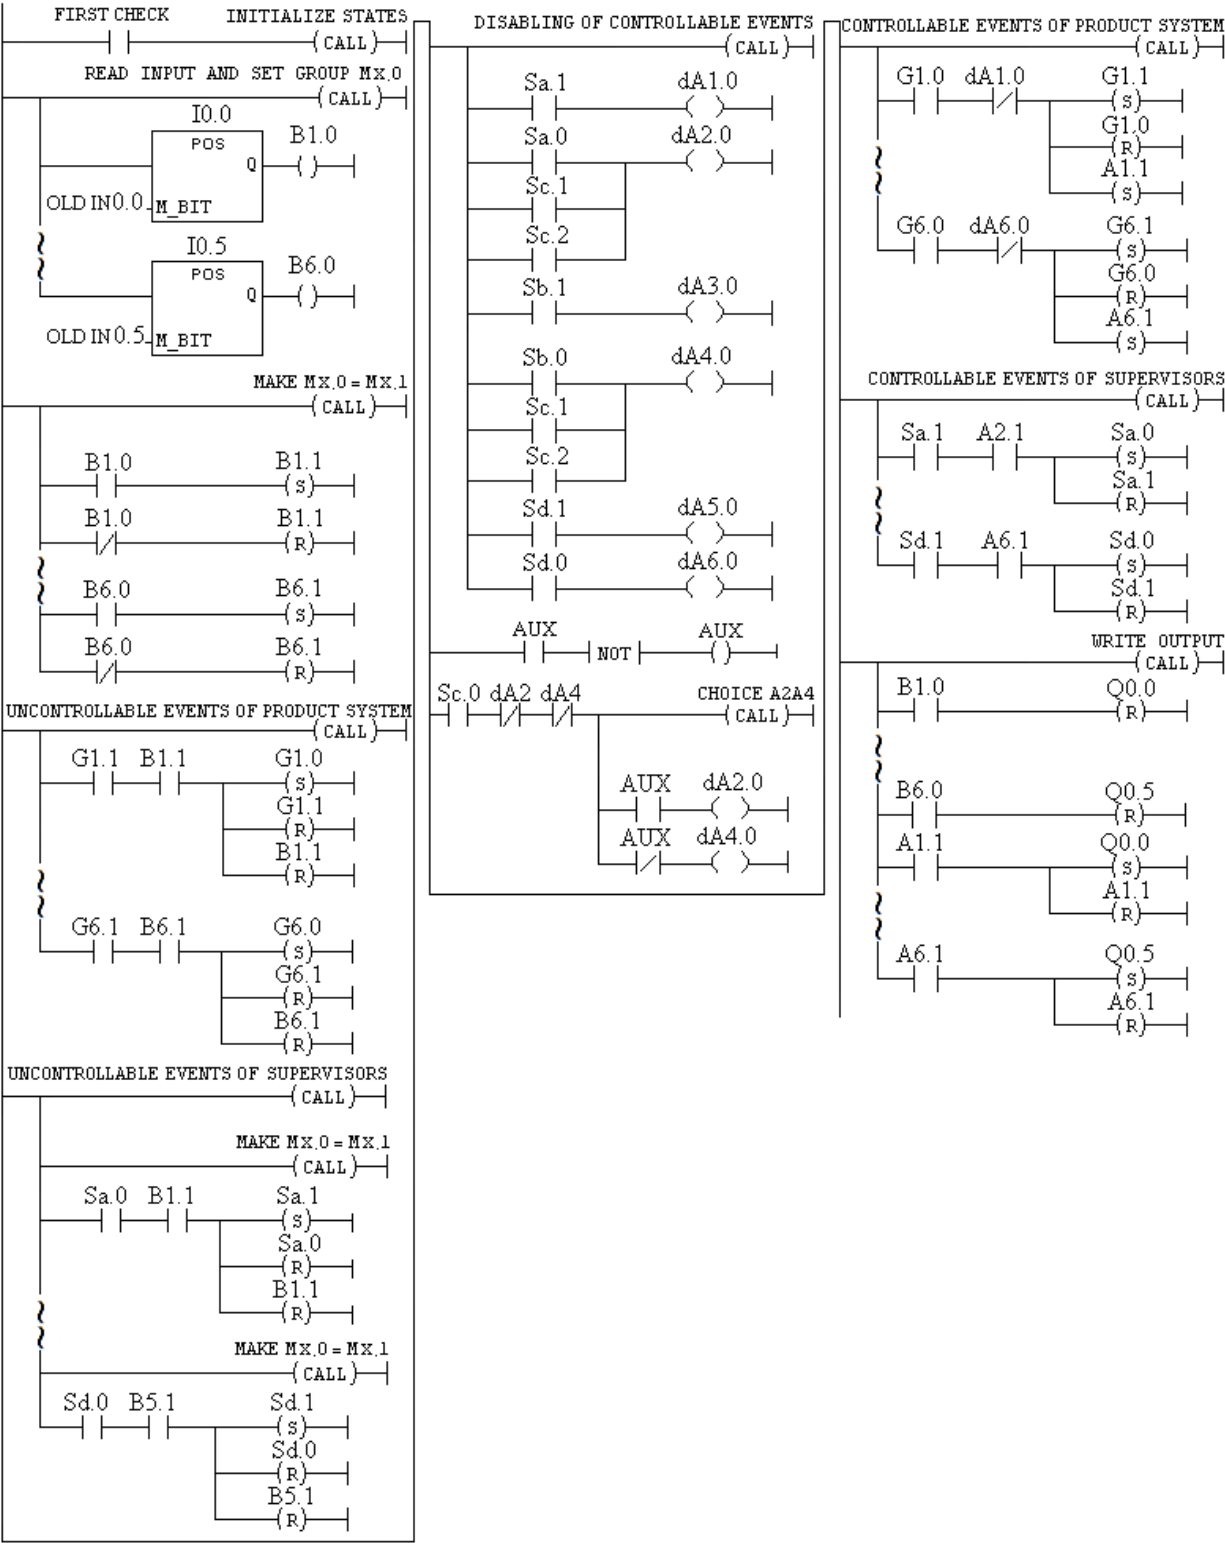 FIRST CHECK INITIALIZE STATES
(CALL)
READ INPUT AND SET GROUP Mx.0
(CALL)
I0.0
POS B1.0
Q ( )
OLD IN0.0 M_BIT
I0.5
POS B6.0
Q ( )
OLD IN0.5 M_BIT
MAKE Mx.0 = Mx.1
(CALL)
B1.0 B1.1
(S)
B1.0 B1.1
(R)
B6.0 B6.1
(S)
B6.0 B6.1
(R)
UNCONTROLLABLE EVENTS OF PRODUCT SYSTEM
(CALL)
G1.1 B1.1 G1.0
(S)
G1.1
(R)
B1.1
(R)
G6.1 B6.1 G6.0
(S)
G6.1
(R)
B6.1
(R)
UNCONTROLLABLE EVENTS OF SUPERVISORS
(CALL)
MAKE Mx.0 = Mx.1
(CALL)
Sa.0 B1.1 Sa.1
(S)
Sa.0
(R)
B1.1
(R)
MAKE Mx.0 = Mx.1
(CALL)
Sd.0 B5.1 Sd.1
(S)
Sd.0
(R)
B5.1
(R)
DISABLING OF CONTROLLABLE EVENTS
(CALL)
Sa.1 dA1.0
( )
Sa.0 dA2.0
( )
Sc.1
Sc.2
Sb.1 dA3.0
( )
Sb.0 dA4.0
( )
Sc.1
Sc.2
Sd.1 dA5.0
( )
Sd.0 dA6.0
( )
AUX AUX
NOT ( )
Sc.0 dA2 dA4 CHOICE A2A4
(CALL)
AUX dA2.0
( )
AUX dA4.0
( )
CONTROLLABLE EVENTS OF PRODUCT SYSTEM
(CALL)
G1.0 dA1.0 G1.1
(S)
G1.0
(R)
A1.1
(S)
G6.0 dA6.0 G6.1
(S)
G6.0
(R)
A6.1
(S)
CONTROLLABLE EVENTS OF SUPERVISORS
(CALL)
Sa.1 A2.1 Sa.0
(S)
Sa.1
(R)
Sd.1 A6.1 Sd.0
(S)
Sd.1
(R)
WRITE OUTPUT
(CALL)
B1.0 Q0.0
(R)
B6.0 Q0.5
(R)
A1.1 Q0.0
(S)
A1.1
(R)
A6.1 Q0.5
(S)
A6.1
(R)